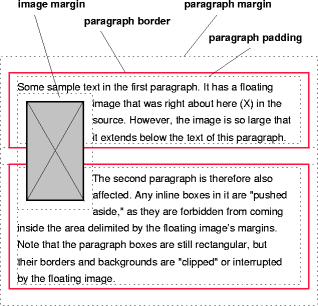 image margin
paragraph margin
paragraph border
paragraph padding
Some sample text in the first paragraph. It has a floating
image that was right about here (X) in the
source. However, the image is so large that
it extends below the text of this paragraph.
The second paragraph is therefore also
affected. Any inline boxes in it are "pushed
aside," as they are forbidden from coming
inside the area delimited by the floating image's margins.
Note that the paragraph boxes are still rectangular, but
their borders and backgrounds are "clipped" or interrupted
by the floating image.